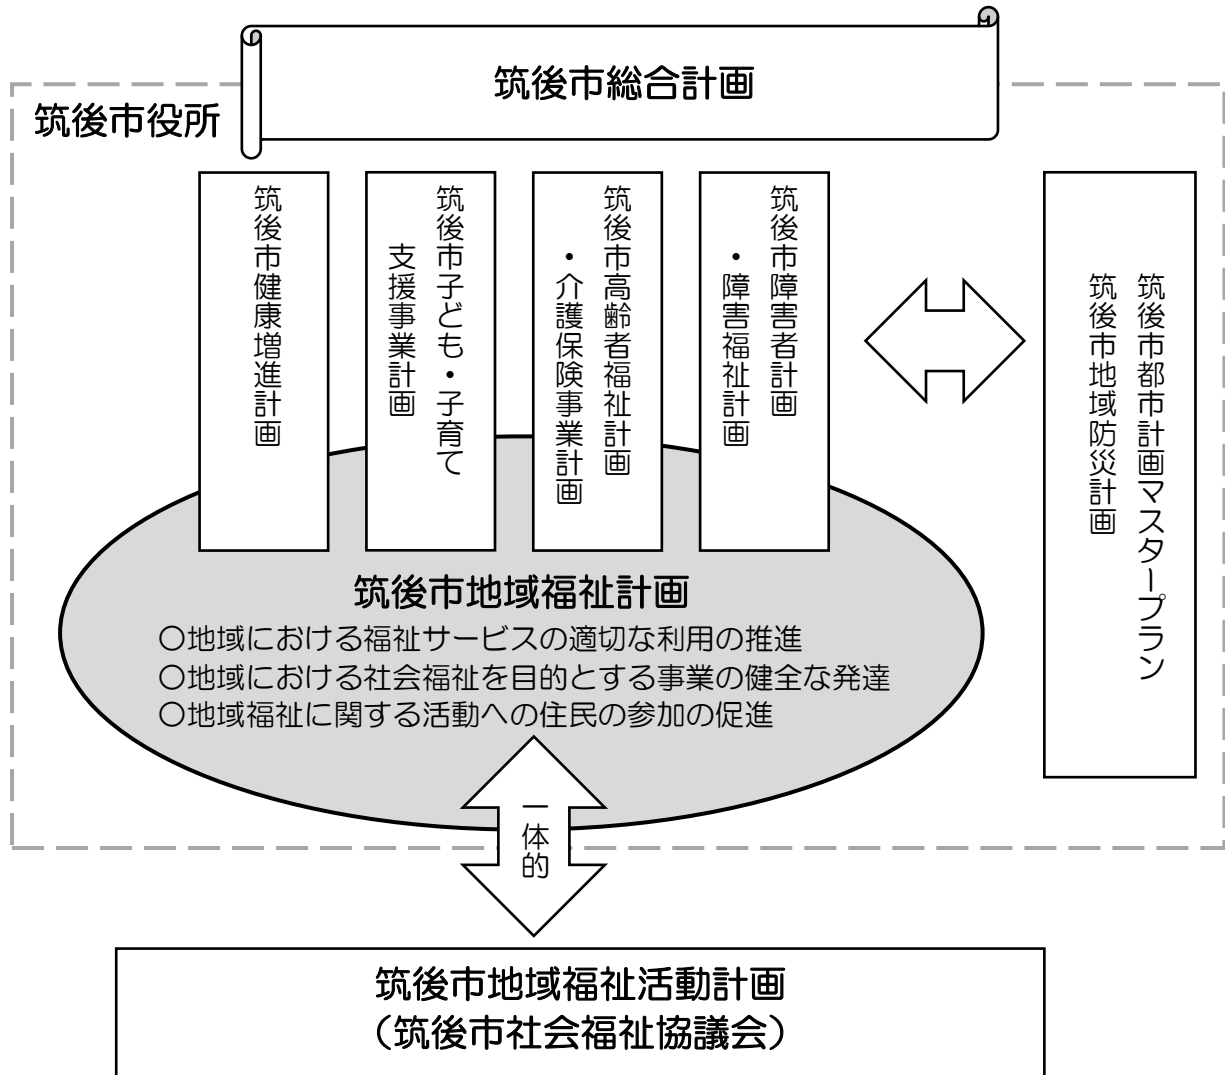 筑後市総合計画
筑後市役所
筑後市健康増進計画
筑後市子ども・子育て
支援事業計画
筑後市高齢者福祉計画
・介護保険事業計画
筑後市障害者計画
・障害福祉計画
筑後市都市計画マスタープラン
筑後市地域防災計画
筑後市地域福祉計画
○地域における福祉サービスの適切な利用の推進
○地域における社会福祉を目的とする事業の健全な発達
○地域福祉に関する活動への住民の参加の促進
一体的
筑後市地域福祉活動計画
（筑後市社会福祉協議会）